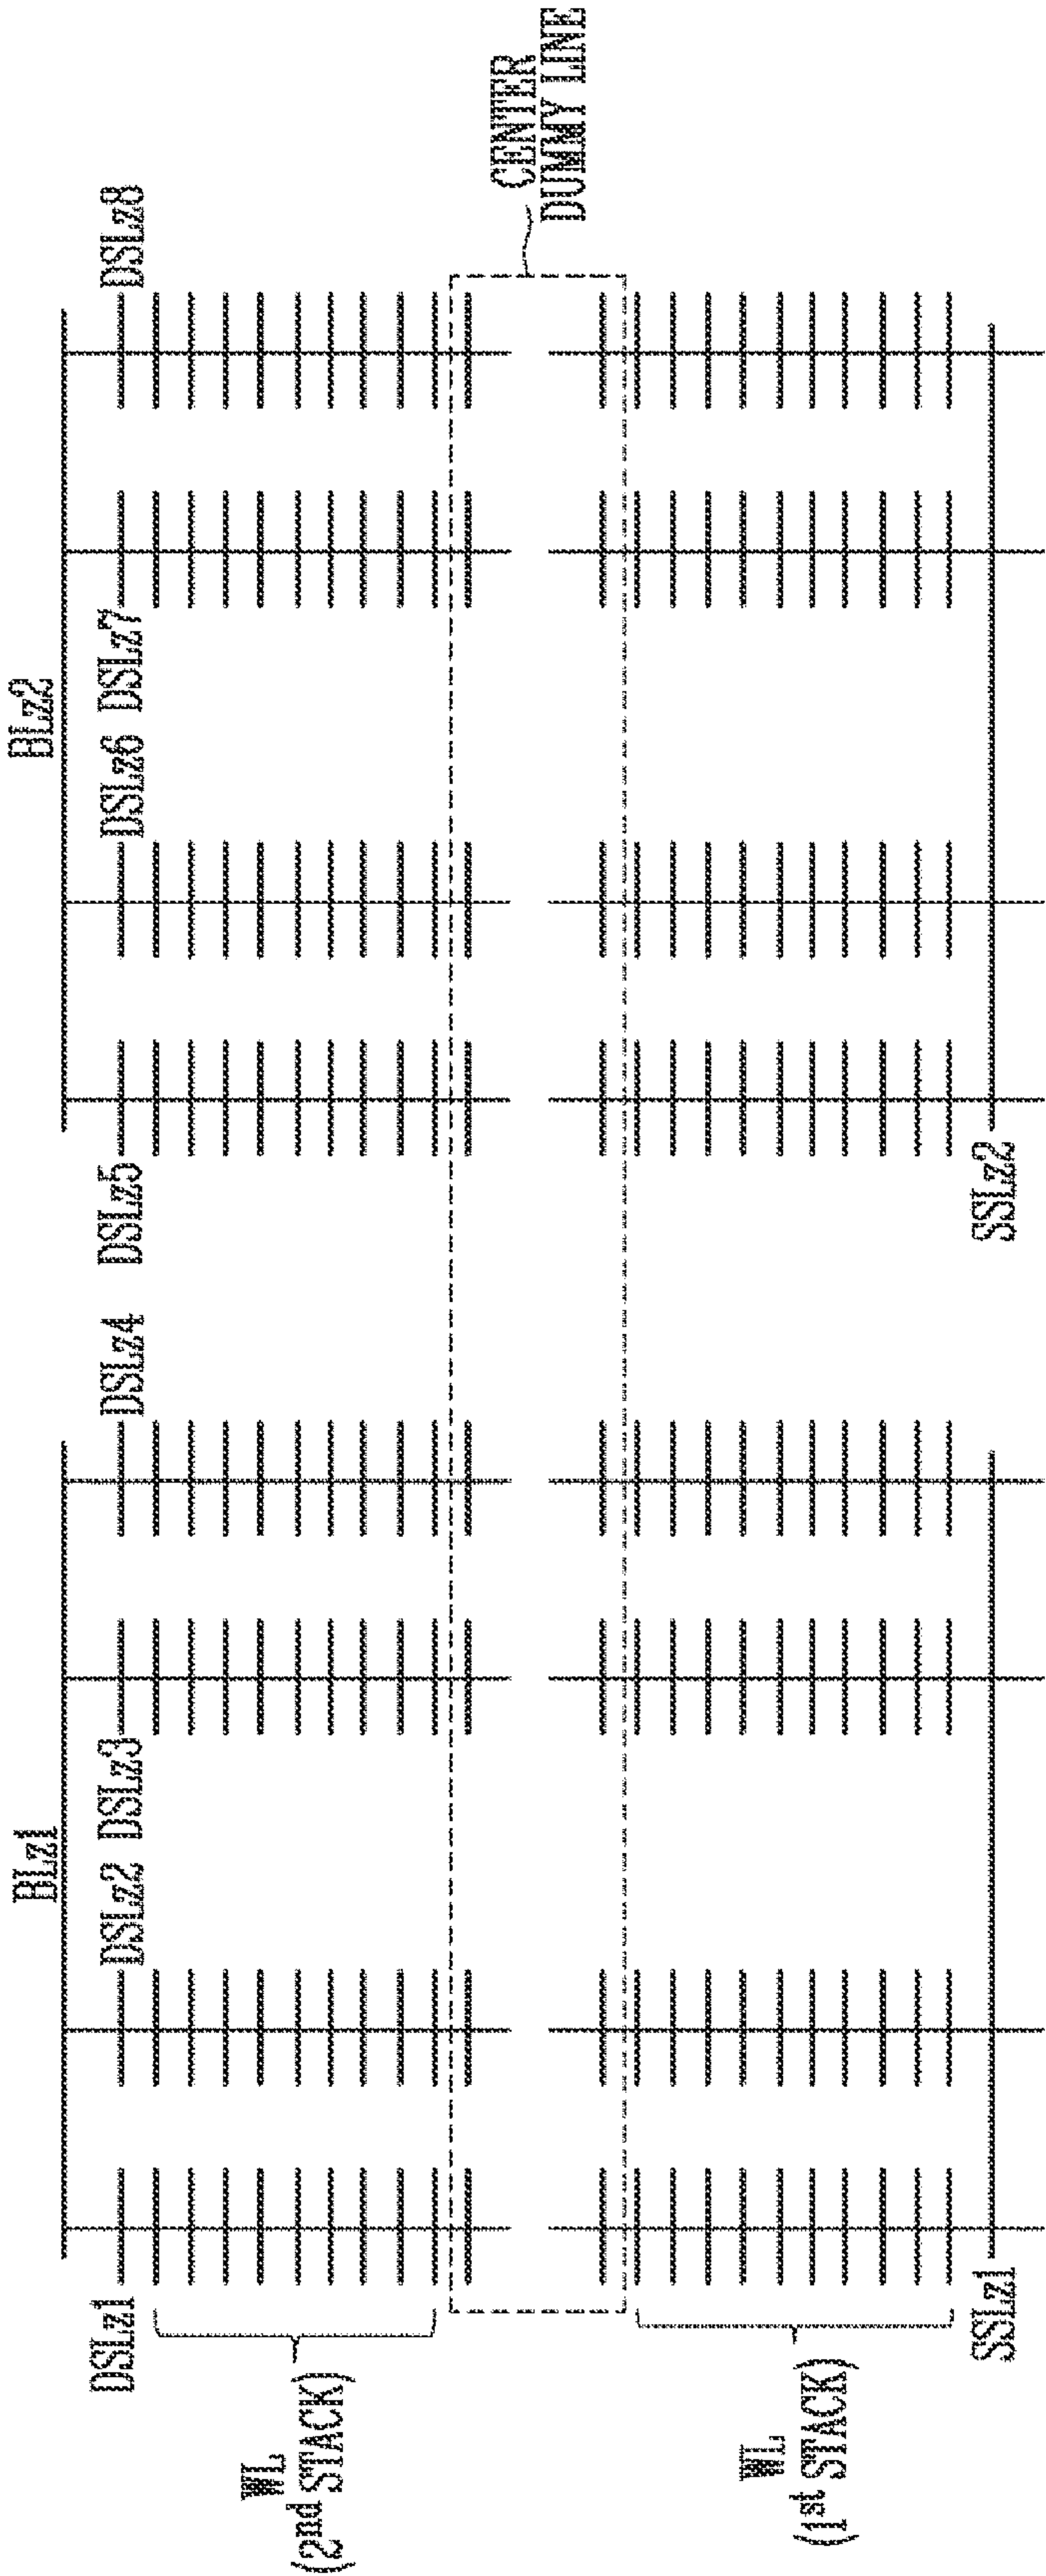 BLz1
BLz2
DSLz1
DSLz2
DSLz3
DSLz4
DSLz5
DSLz6
DSLz7
DSLz8
WL
(2nd STACK)
CENTER
DUMMY LINE
WL
(1st STACK)
SSLz1
SSLz2